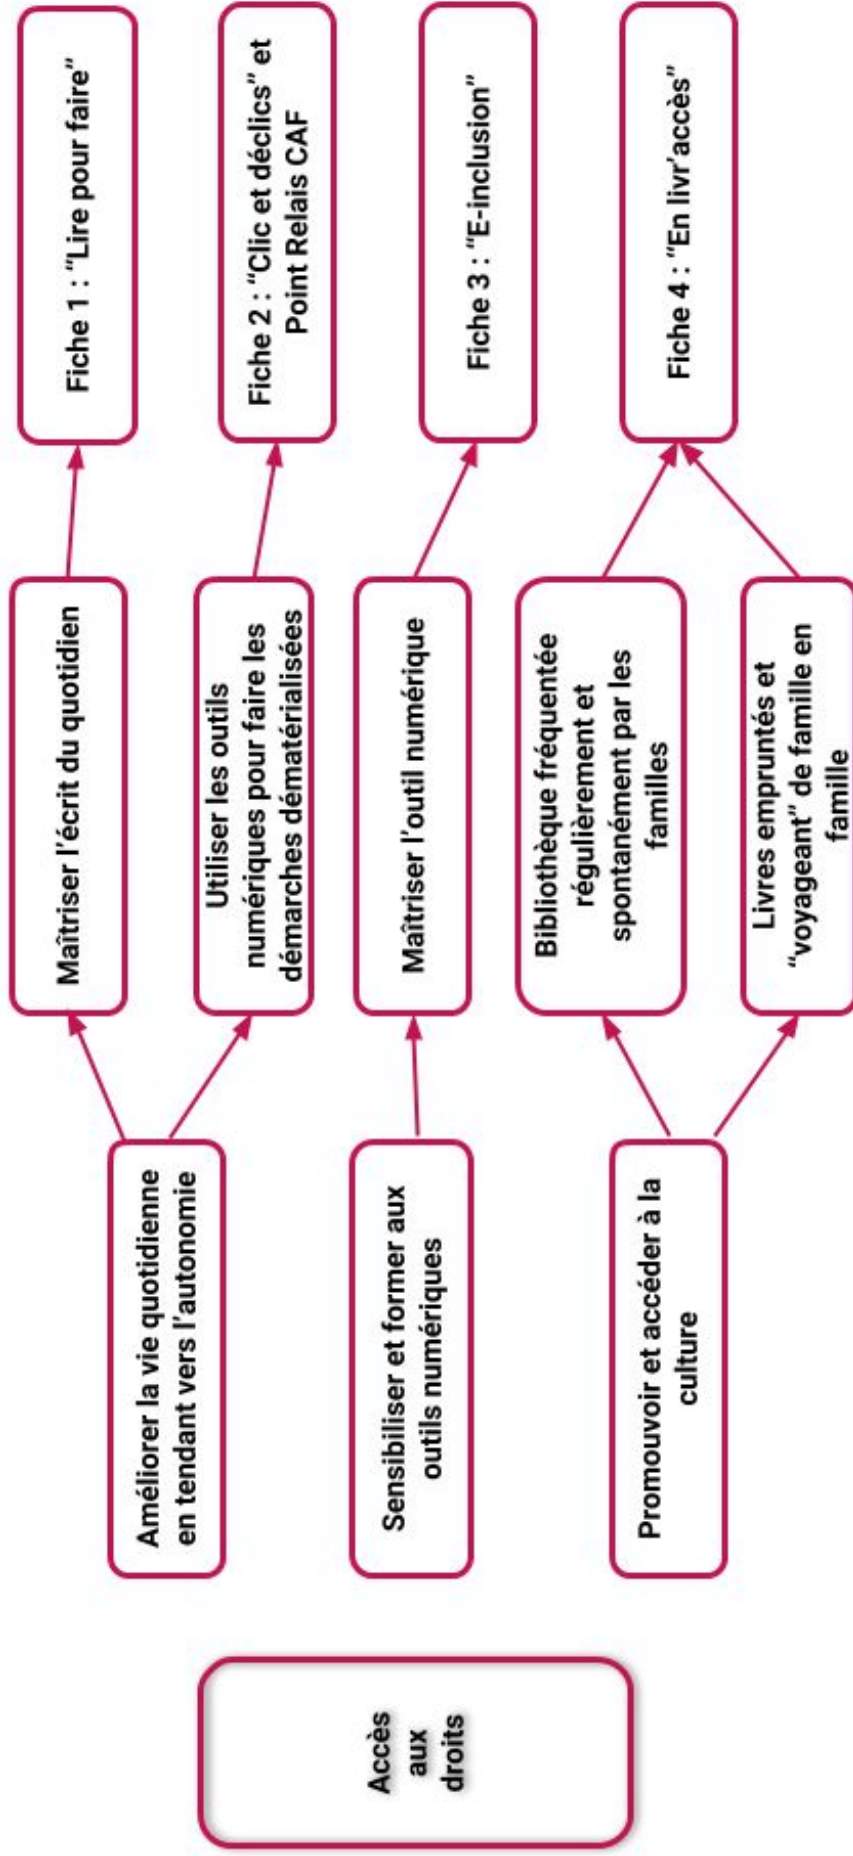 Accès
aux
droits
Améliorer la vie quotidienne
en tendant vers l'autonomie
Sensibiliser et former aux
outils numériques
Promouvoir et accéder à la
culture
Maîtriser l'écrit du quotidien
Utiliser les outils
numériques pour faire les
démarches dématérialisées
Maîtriser l'outil numérique
Bibliothèque fréquentée
régulièrement et
spontanément par les
familles
Livres empruntés et
“voyageant” de famille en
famille
Fiche 1 : “Lire pour faire”
Fiche 2 : “Clic et déclics” et
Point Relais CAF
Fiche 3 : “E-inclusion”
Fiche 4 : “En livr’accès”